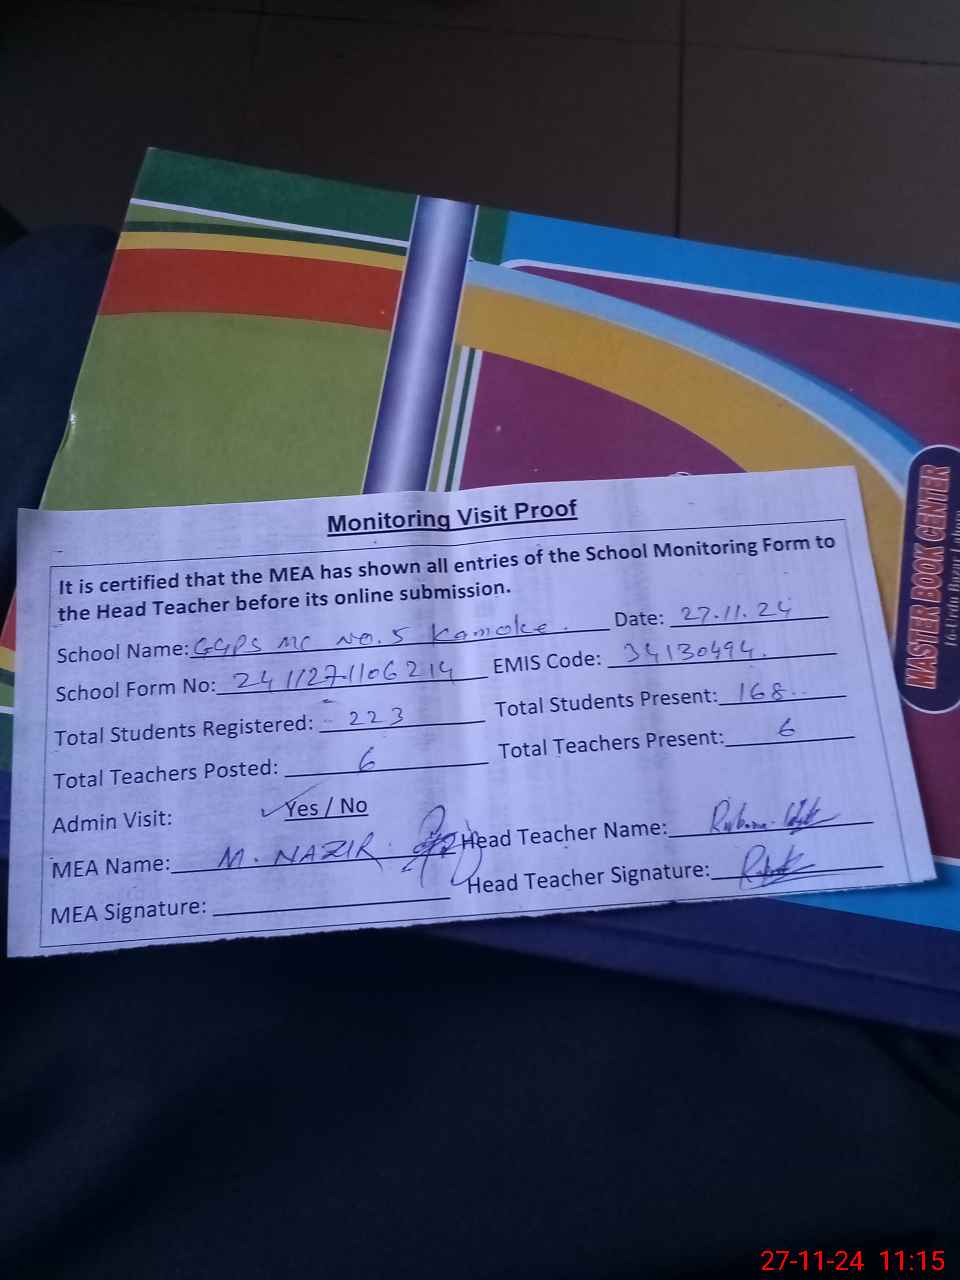 Monitoring Visit Proof
It is certified that the MEA has shown all entries of the School Monitoring Form to
the Head Teacher before its online submission.
School Name: GGPS MC No. 5 Kamoke. Date: 27.11.24
School Form No: 241127-1106214 EMIS Code: 34130494.
Total Students Registered: 223 Total Students Present: 168
Total Teachers Posted: 6 Total Teachers Present: 6
Admin Visit: ✓ Yes / No
MEA Name: M. NAZIR. Head Teacher Name:
MEA Signature: Head Teacher Signature:
MASTER BOOK CENTER
16-Urdu Bazar Lahore
27-11-24 11:15